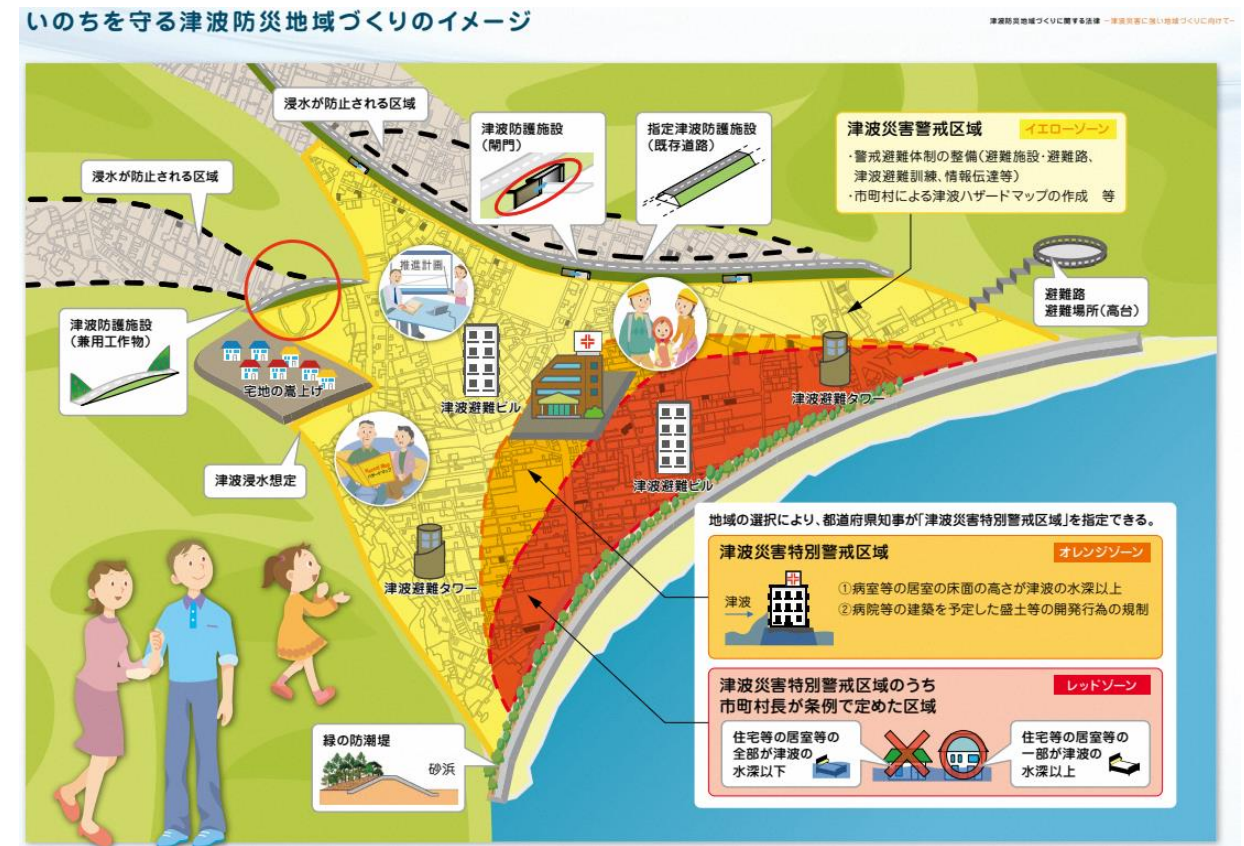 いのちを守る津波防災地域づくりのイメージ
津波防災地域づくりに関する法律 －津波災害に強い地域づくりに向けて－
浸水が防止される区域
浸水が防止される区域
津波防護施設
（閘門）
指定津波防護施設
（既存道路）
津波災害警戒区域
イエローゾーン
・警戒避難体制の整備（避難施設・避難路、
津波避難訓練、情報伝達等）
・市町村による津波ハザードマップの作成 等
避難路
避難場所（高台）
推進計画
津波防護施設
（兼用工作物）
宅地の嵩上げ
津波避難ビル
津波避難タワー
津波避難ビル
津波浸水想定
津波避難タワー
地域の選択により、都道府県知事が「津波災害特別警戒区域」を指定できる。
津波災害特別警戒区域
オレンジゾーン
津波
①病室等の居室の床面の高さが津波の水深以上
②病院等の建築を予定した盛土等の開発行為の規制
津波災害特別警戒区域のうち
市町村長が条例で定めた区域
レッドゾーン
住宅等の居室等の
全部が津波の
水深以下
住宅等の居室等の
一部が津波の
水深以上
緑の防潮堤
砂浜